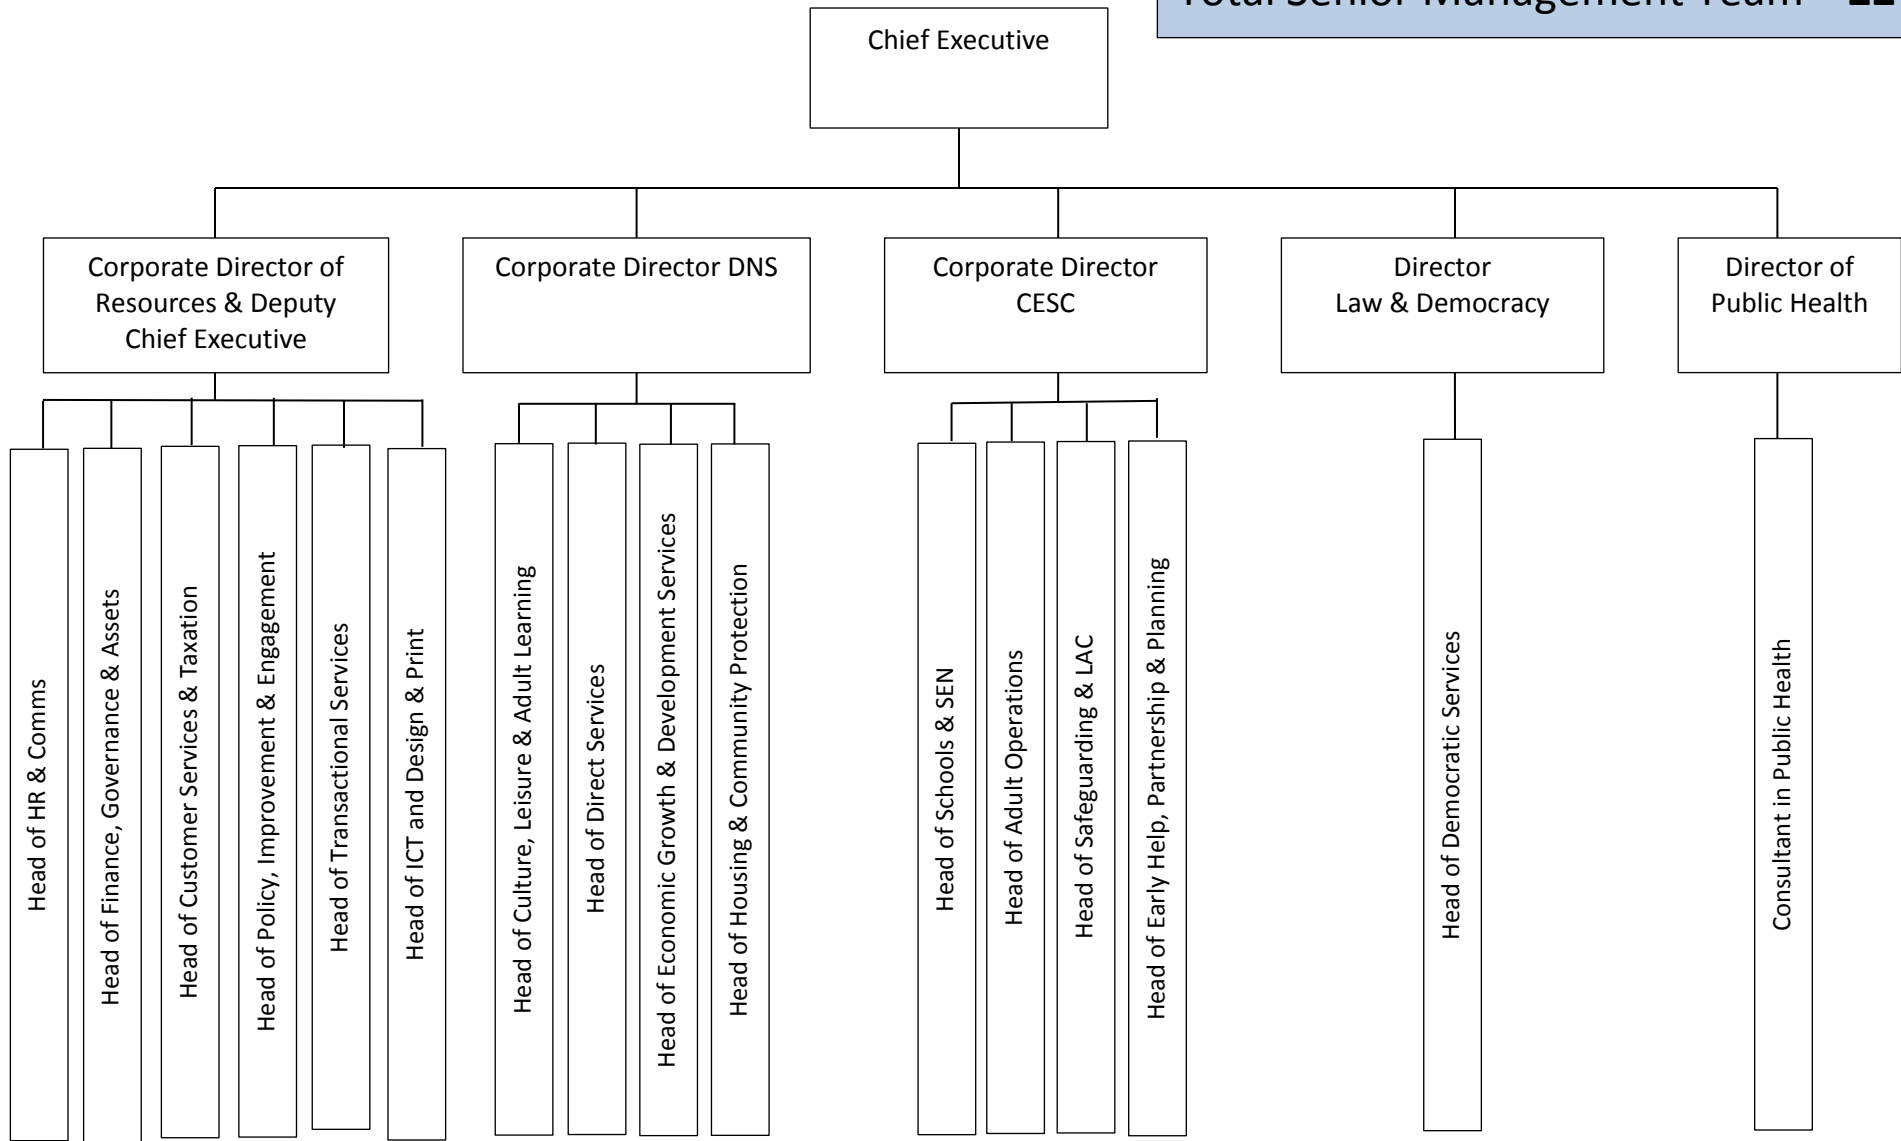 Total Senior Management Team
Chief Executive
Corporate Director of
Resources & Deputy
Chief Executive
Corporate Director DNS
Corporate Director
CESC
Director
Law & Democracy
Director of
Public Health
Head of HR & Comms
Head of Finance, Governance & Assets
Head of Customer Services & Taxation
Head of Policy, Improvement & Engagement
Head of Transactional Services
Head of ICT and Design & Print
Head of Culture, Leisure & Adult Learning
Head of Direct Services
Head of Economic Growth & Development Services
Head of Housing & Community Protection
Head of Schools & SEN
Head of Adult Operations
Head of Safeguarding & LAC
Head of Early Help, Partnership & Planning
Head of Democratic Services
Consultant in Public Health